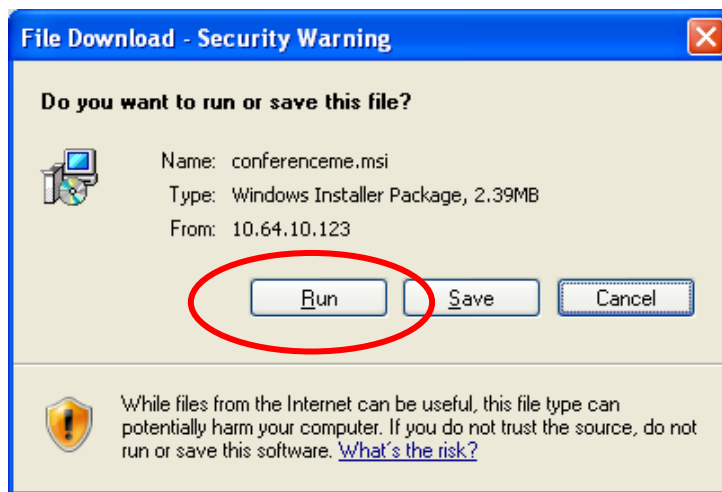 File Download - Security Warning
Do you want to run or save this file?
Name: conferenceme.msi
Type: Windows Installer Package, 2.39MB
From: 10.64.10.123
Run Save Cancel
While files from the Internet can be useful, this file type can
potentially harm your computer. If you do not trust the source, do not
run or save this software. What's the risk?